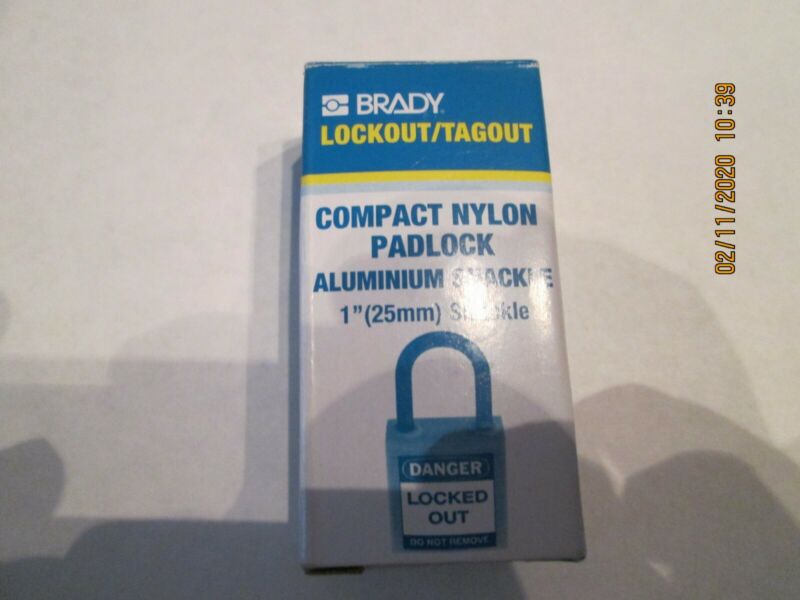 BRADY
LOCKOUT/TAGOUT
COMPACT NYLON
PADLOCK
ALUMINIUM SHACKLE
1"(25mm) Shackle
DANGER
LOCKED
OUT
DO NOT REMOVE
02/11/2020 10:39